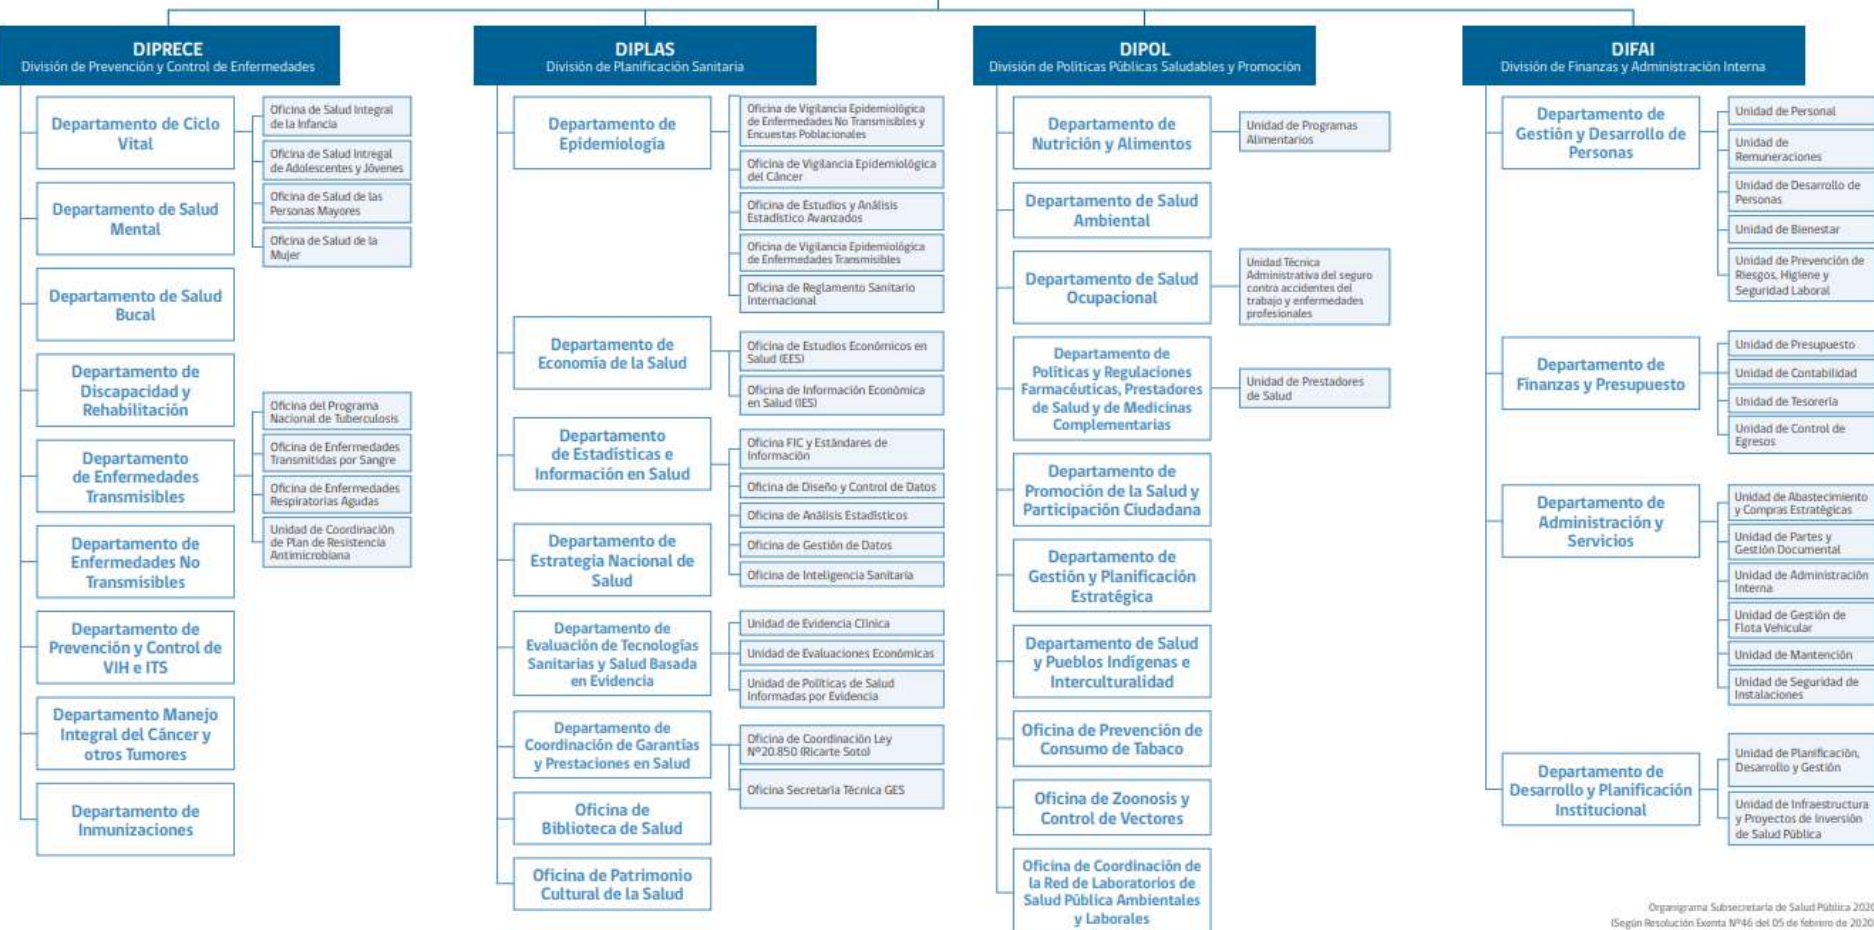 DIPRECE
División de Prevención y Control de Enfermedades
Departamento de Ciclo
Vital
Oficina de Salud Integral
de la Infancia
Oficina de Salud Intregal
de Adolescentes y Jóvenes
Oficina de Salud de las
Personas Mayores
Oficina de Salud de la
Mujer
Departamento de Salud
Mental
Departamento de Salud
Bucal
Departamento de
Discapacidad y
Rehabilitación
Departamento
de Enfermedades
Transmisibles
Oficina del Programa
Nacional de Tuberculosis
Oficina de Enfermedades
Transmitidas por Sangre
Oficina de Enfermedades
Respiratorias Agudas
Unidad de Coordinación
de Plan de Resistencia
Antimicrobiana
Departamento de
Enfermedades No
Transmisibles
Departamento de
Prevención y Control de
VIH e ITS
Departamento Manejo
Integral del Cáncer y
otros Tumores
Departamento de
Inmunizaciones
DIPLAS
División de Planificación Sanitaria
Departamento de
Epidemiología
Oficina de Vigilancia Epidemiológica
de Enfermedades No Transmisibles y
Encuestas Poblacionales
Oficina de Vigilancia Epidemiológica
del Cáncer
Oficina de Estudios y Análisis
Estadístico Avanzados
Oficina de Vigilancia Epidemiológica
de Enfermedades Transmisibles
Oficina de Reglamento Sanitario
Internacional
Departamento de
Economía de la Salud
Oficina de Estudios Económicos en
Salud (EES)
Oficina de Información Económica
en Salud (IES)
Departamento
de Estadísticas e
Información en Salud
Oficina FIC y Estándares de
Información
Oficina de Diseño y Control de Datos
Oficina de Análisis Estadísticos
Oficina de Gestión de Datos
Oficina de Inteligencia Sanitaria
Departamento de
Estrategia Nacional de
Salud
Departamento de
Evaluación de Tecnologías
Sanitarias y Salud Basada
en Evidencia
Unidad de Evidencia Clínica
Unidad de Evaluaciones Económicas
Unidad de Políticas de Salud
Informadas por Evidencia
Departamento de
Coordinación de Garantías
y Prestaciones en Salud
Oficina de Coordinación Ley
Nº20.850 (Ricarte Soto)
Oficina Secretaría Técnica GES
Oficina de
Biblioteca de Salud
Oficina de Patrimonio
Cultural de la Salud
DIPOL
División de Políticas Públicas Saludables y Promoción
Departamento de
Nutrición y Alimentos
Unidad de Programas
Alimentarios
Departamento de Salud
Ambiental
Departamento de Salud
Ocupacional
Unidad Técnica
Administrativa del seguro
contra accidentes del
trabajo y enfermedades
profesionales
Departamento de
Políticas y Regulaciones
Farmacéuticas, Prestadores
de Salud y de Medicinas
Complementarias
Unidad de Prestadores
de Salud
Departamento de
Promoción de la Salud y
Participación Ciudadana
Departamento de
Gestión y Planificación
Estratégica
Departamento de Salud
y Pueblos Indígenas e
Interculturalidad
Oficina de Prevención de
Consumo de Tabaco
Oficina de Zoonosis y
Control de Vectores
Oficina de Coordinación de
la Red de Laboratorios de
Salud Pública Ambientales
y Laborales
DIFAI
División de Finanzas y Administración Interna
Departamento de
Gestión y Desarrollo de
Personas
Unidad de Personal
Unidad de
Remuneraciones
Unidad de Desarrollo de
Personas
Unidad de Bienestar
Unidad de Prevención de
Riesgos, Higiene y
Seguridad Laboral
Departamento de
Finanzas y Presupuesto
Unidad de Presupuesto
Unidad de Contabilidad
Unidad de Tesorería
Unidad de Control de
Egresos
Departamento de
Administración y
Servicios
Unidad de Abastecimiento
y Compras Estratégicas
Unidad de Partes y
Gestión Documental
Unidad de Administración
Interna
Unidad de Gestión de
Flota Vehicular
Unidad de Mantención
Unidad de Seguridad de
Instalaciones
Departamento de
Desarrollo y Planificación
Institucional
Unidad de Planificación,
Desarrollo y Gestión
Unidad de Infraestructura
y Proyectos de Inversión
de Salud Pública
Organigrama Subsecretaría de Salud Pública 2020
(Según Resolución Exenta Nº46 del 05 de febrero de 2020